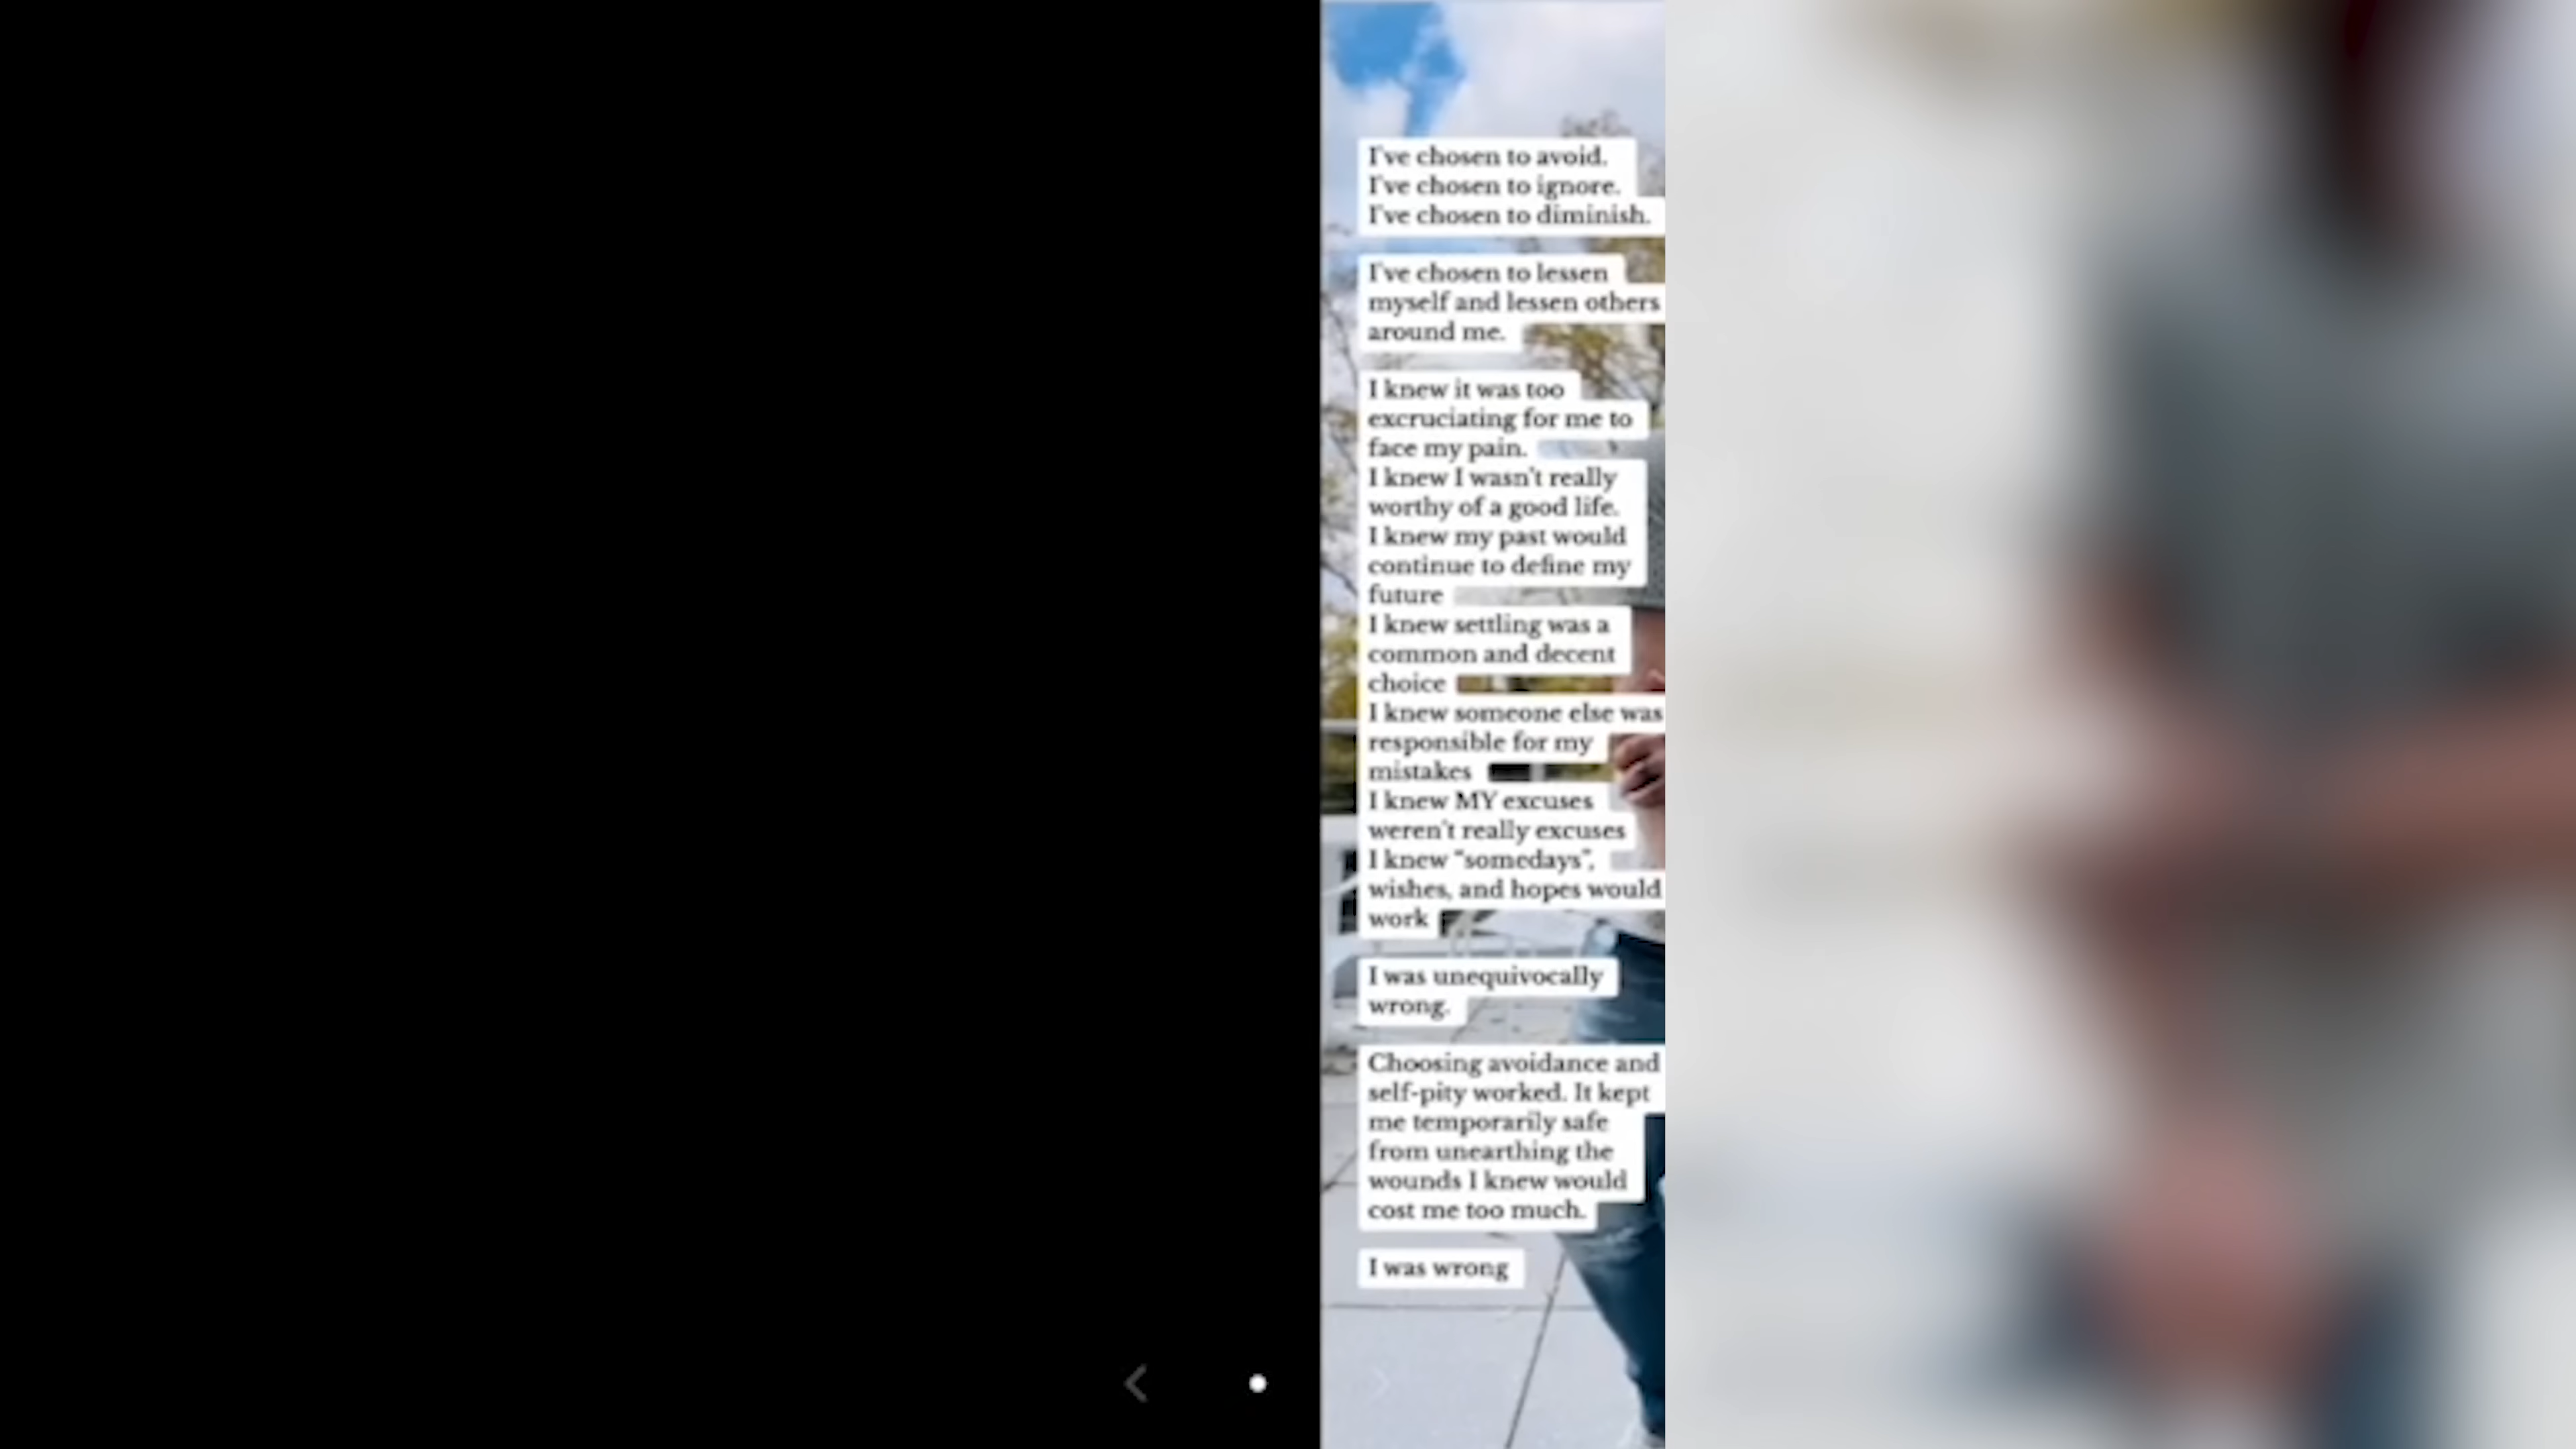 I've chosen to avoid.
I've chosen to ignore.
I've chosen to diminish.
I've chosen to lessen
myself and lessen others
around me.
I knew it was too
excruciating for me to
face my pain.
I knew I wasn't really
worthy of a good life.
I knew my past would
continue to define my
future
I knew settling was a
common and decent
choice
I knew someone else was
responsible for my
mistakes
I knew MY excuses
weren't really excuses
I knew "somedays",
wishes, and hopes would
work
I was unequivocally
wrong.
Choosing avoidance and
self-pity worked. It kept
me temporarily safe
from unearthing the
wounds I knew would
cost me too much.
I was wrong